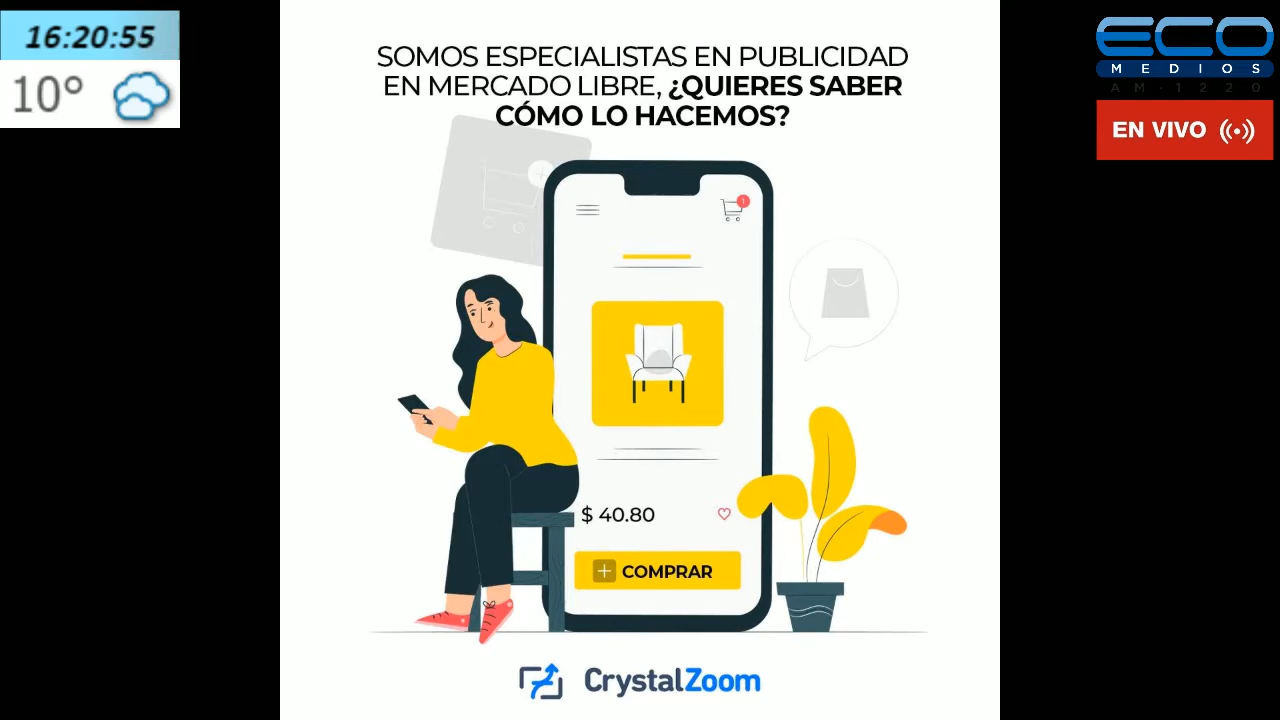 16:20:55
10°
SOMOS ESPECIALISTAS EN PUBLICIDAD
EN MERCADO LIBRE, ¿QUIERES SABER
CÓMO LO HACEMOS?
ECO
MEDIOS
AM·1220
EN VIVO
1
$ 40.80
COMPRAR
CrystalZoom